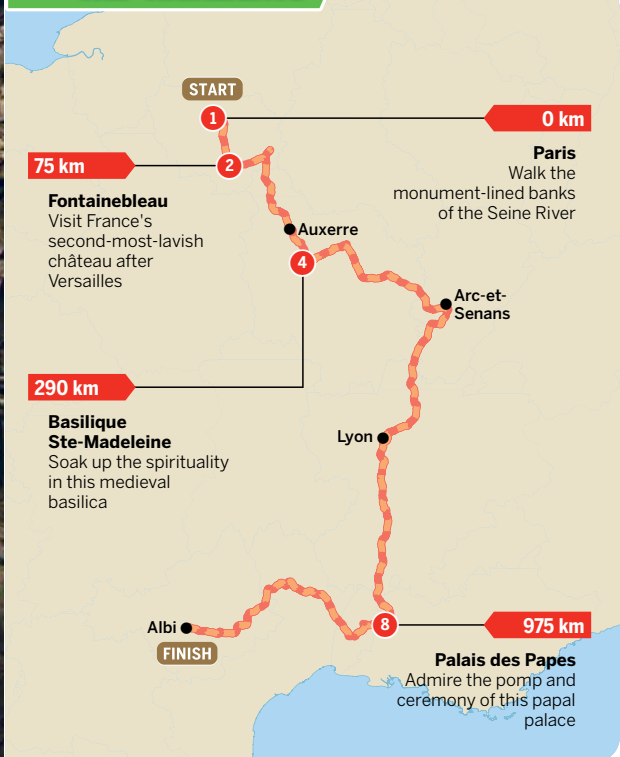 START
1
0 km
Paris
Walk the
monument-lined banks
of the Seine River
75 km
2
Fontainebleau
Visit France's
second-most-lavish
château after
Versailles
Auxerre
4
Arc-et-
Senans
290 km
Basilique
Ste-Madeleine
Soak up the spirituality
in this medieval
basilica
Lyon
Albi
FINISH
8
975 km
Palais des Papes
Admire the pomp and
ceremony of this papal
palace